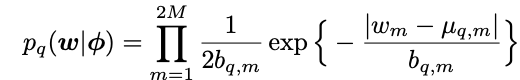 $p_q(\boldsymbol{w}|\boldsymbol{\phi}) = \prod_{m=1}^{2M} \frac{1}{2b_{q,m}} \exp\left\{ -\frac{|w_m - \mu_{q,m}|}{b_{q,m}} \right\}$